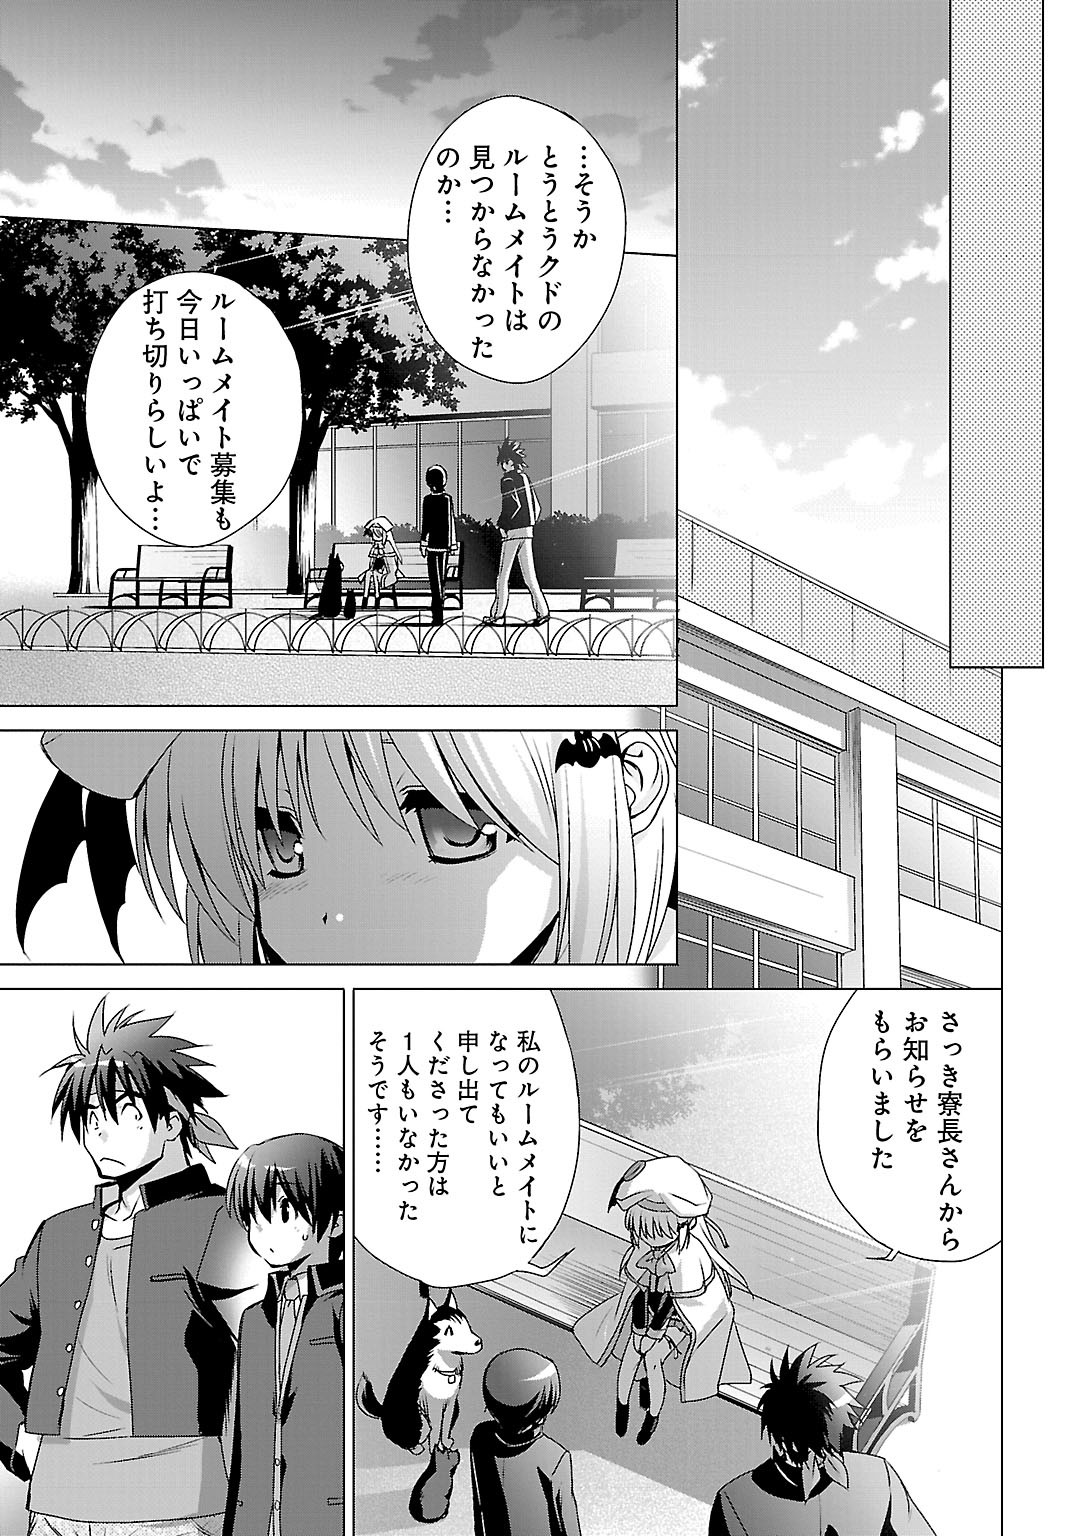 …そうか
とうとうクドの
ルームメイトは
見つからなかった
のか…
ルームメイト募集も
今日いっぱいで
打ち切りらしいよ…
さっき寮長さんから
お知らせを
もらいました
私のルームメイトに
なってもいいと
申し出て
くださった方は
1人もいなかった
そうです……